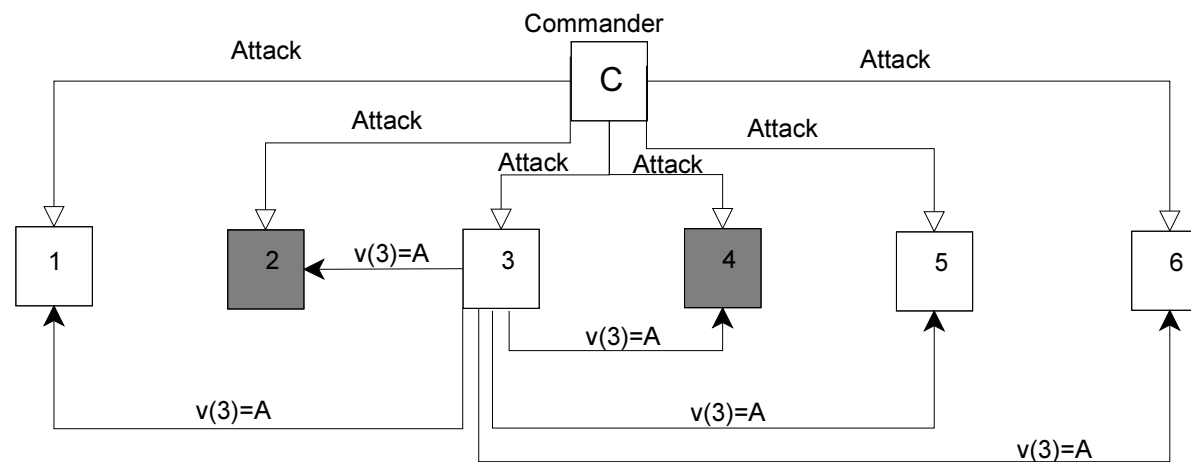 Commander
Attack
C
Attack
Attack
Attack
Attack
Attack
1
2
v(3)=A
3
4
5
6
v(3)=A
v(3)=A
v(3)=A
v(3)=A